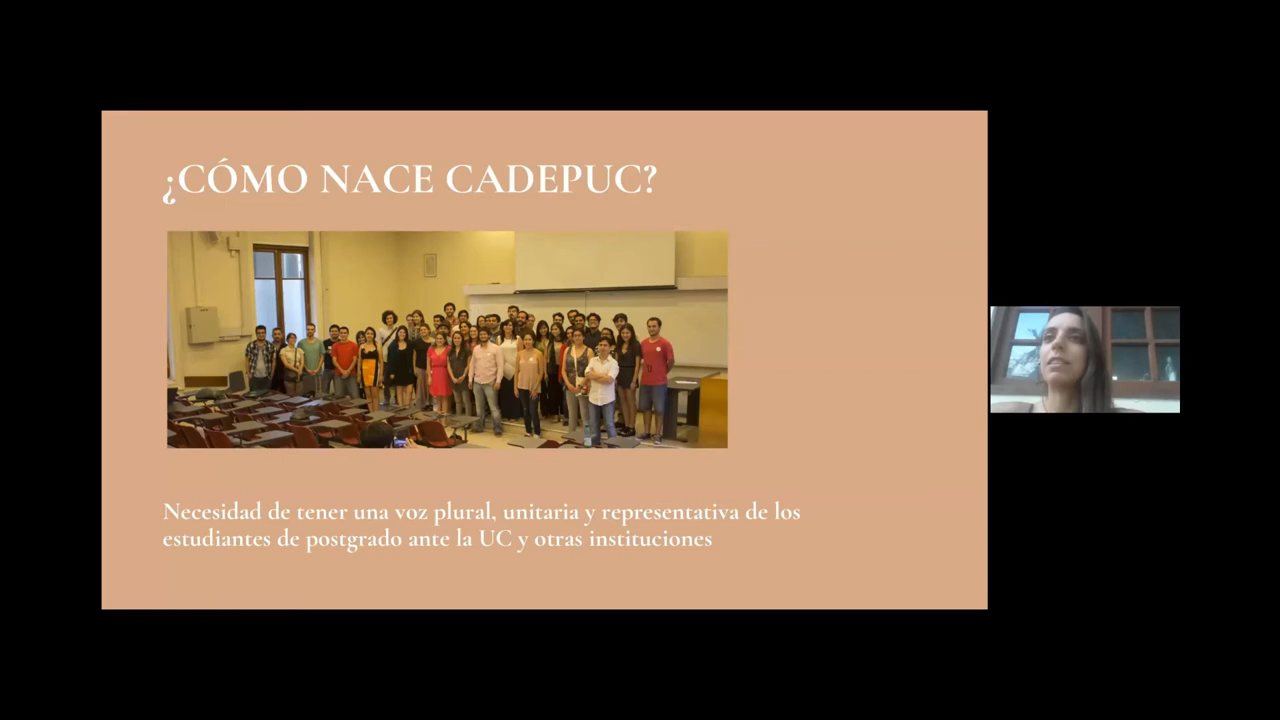 ¿CÓMO NACE CADEPUC?
Necesidad de tener una voz plural, unitaria y representativa de los
estudiantes de postgrado ante la UC y otras instituciones